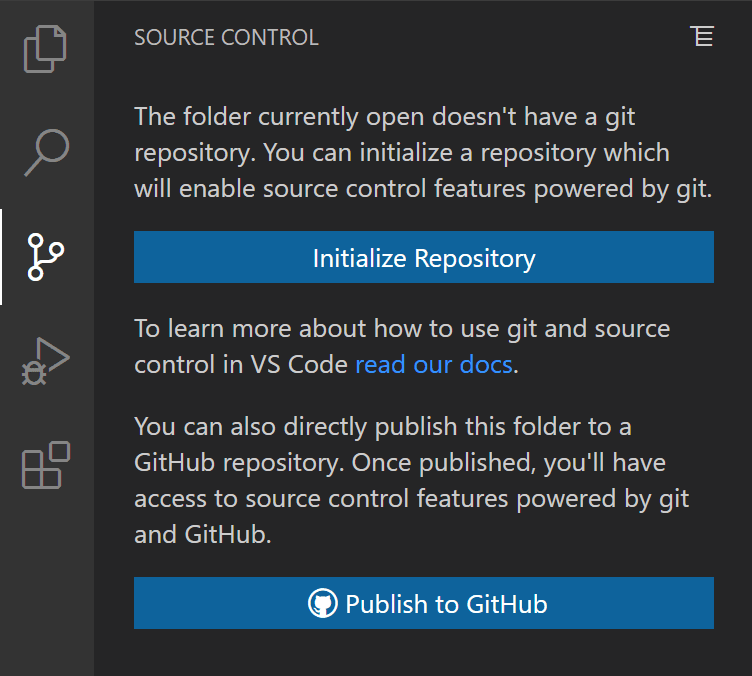 SOURCE CONTROL
The folder currently open doesn't have a git
repository. You can initialize a repository which
will enable source control features powered by git.
Initialize Repository
To learn more about how to use git and source
control in VS Code read our docs.
You can also directly publish this folder to a
GitHub repository. Once published, you'll have
access to source control features powered by git
and GitHub.
Publish to GitHub